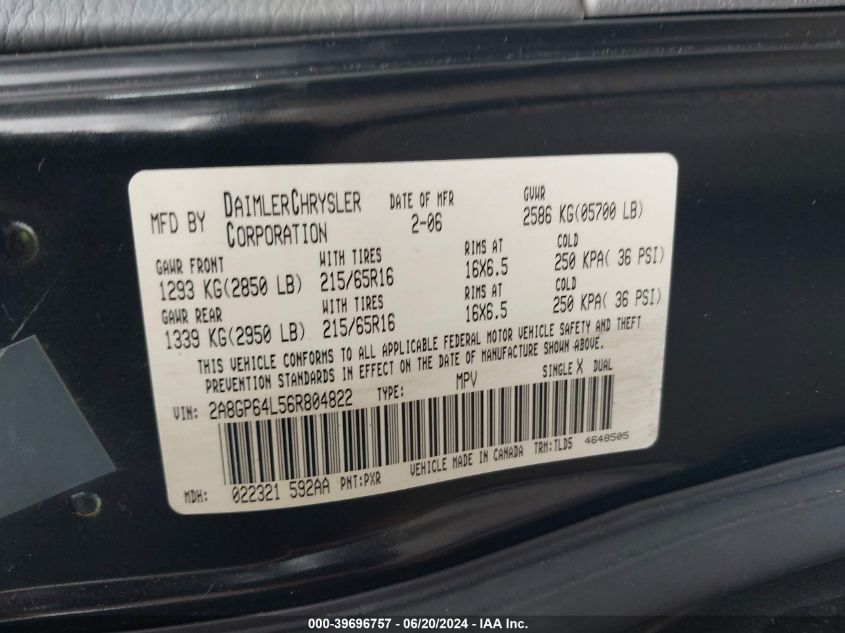 MFD BY DAIMLERCHRYSLER CORPORATION DATE OF MFR 2-06 GVWR 2586 KG(05700 LB)
GAWR FRONT WITH TIRES RIMS AT COLD
1293 KG(2850 LB) 215/65R16 16X6.5 250 KPA( 36 PSI)
GAWR REAR WITH TIRES RIMS AT COLD
1339 KG(2950 LB) 215/65R16 16X6.5 250 KPA( 36 PSI)
THIS VEHICLE CONFORMS TO ALL APPLICABLE FEDERAL MOTOR VEHICLE SAFETY AND THEFT
PREVENTION STANDARDS IN EFFECT ON THE DATE OF MANUFACTURE SHOWN ABOVE.
VIN: 2A8GP64L56R804822 TYPE: MPV SINGLE X DUAL
MDH: 022321 592AA PNT:PXR VEHICLE MADE IN CANADA TRM:TLD5 4648505
000-39696757 - 06/20/2024 - IAA Inc.